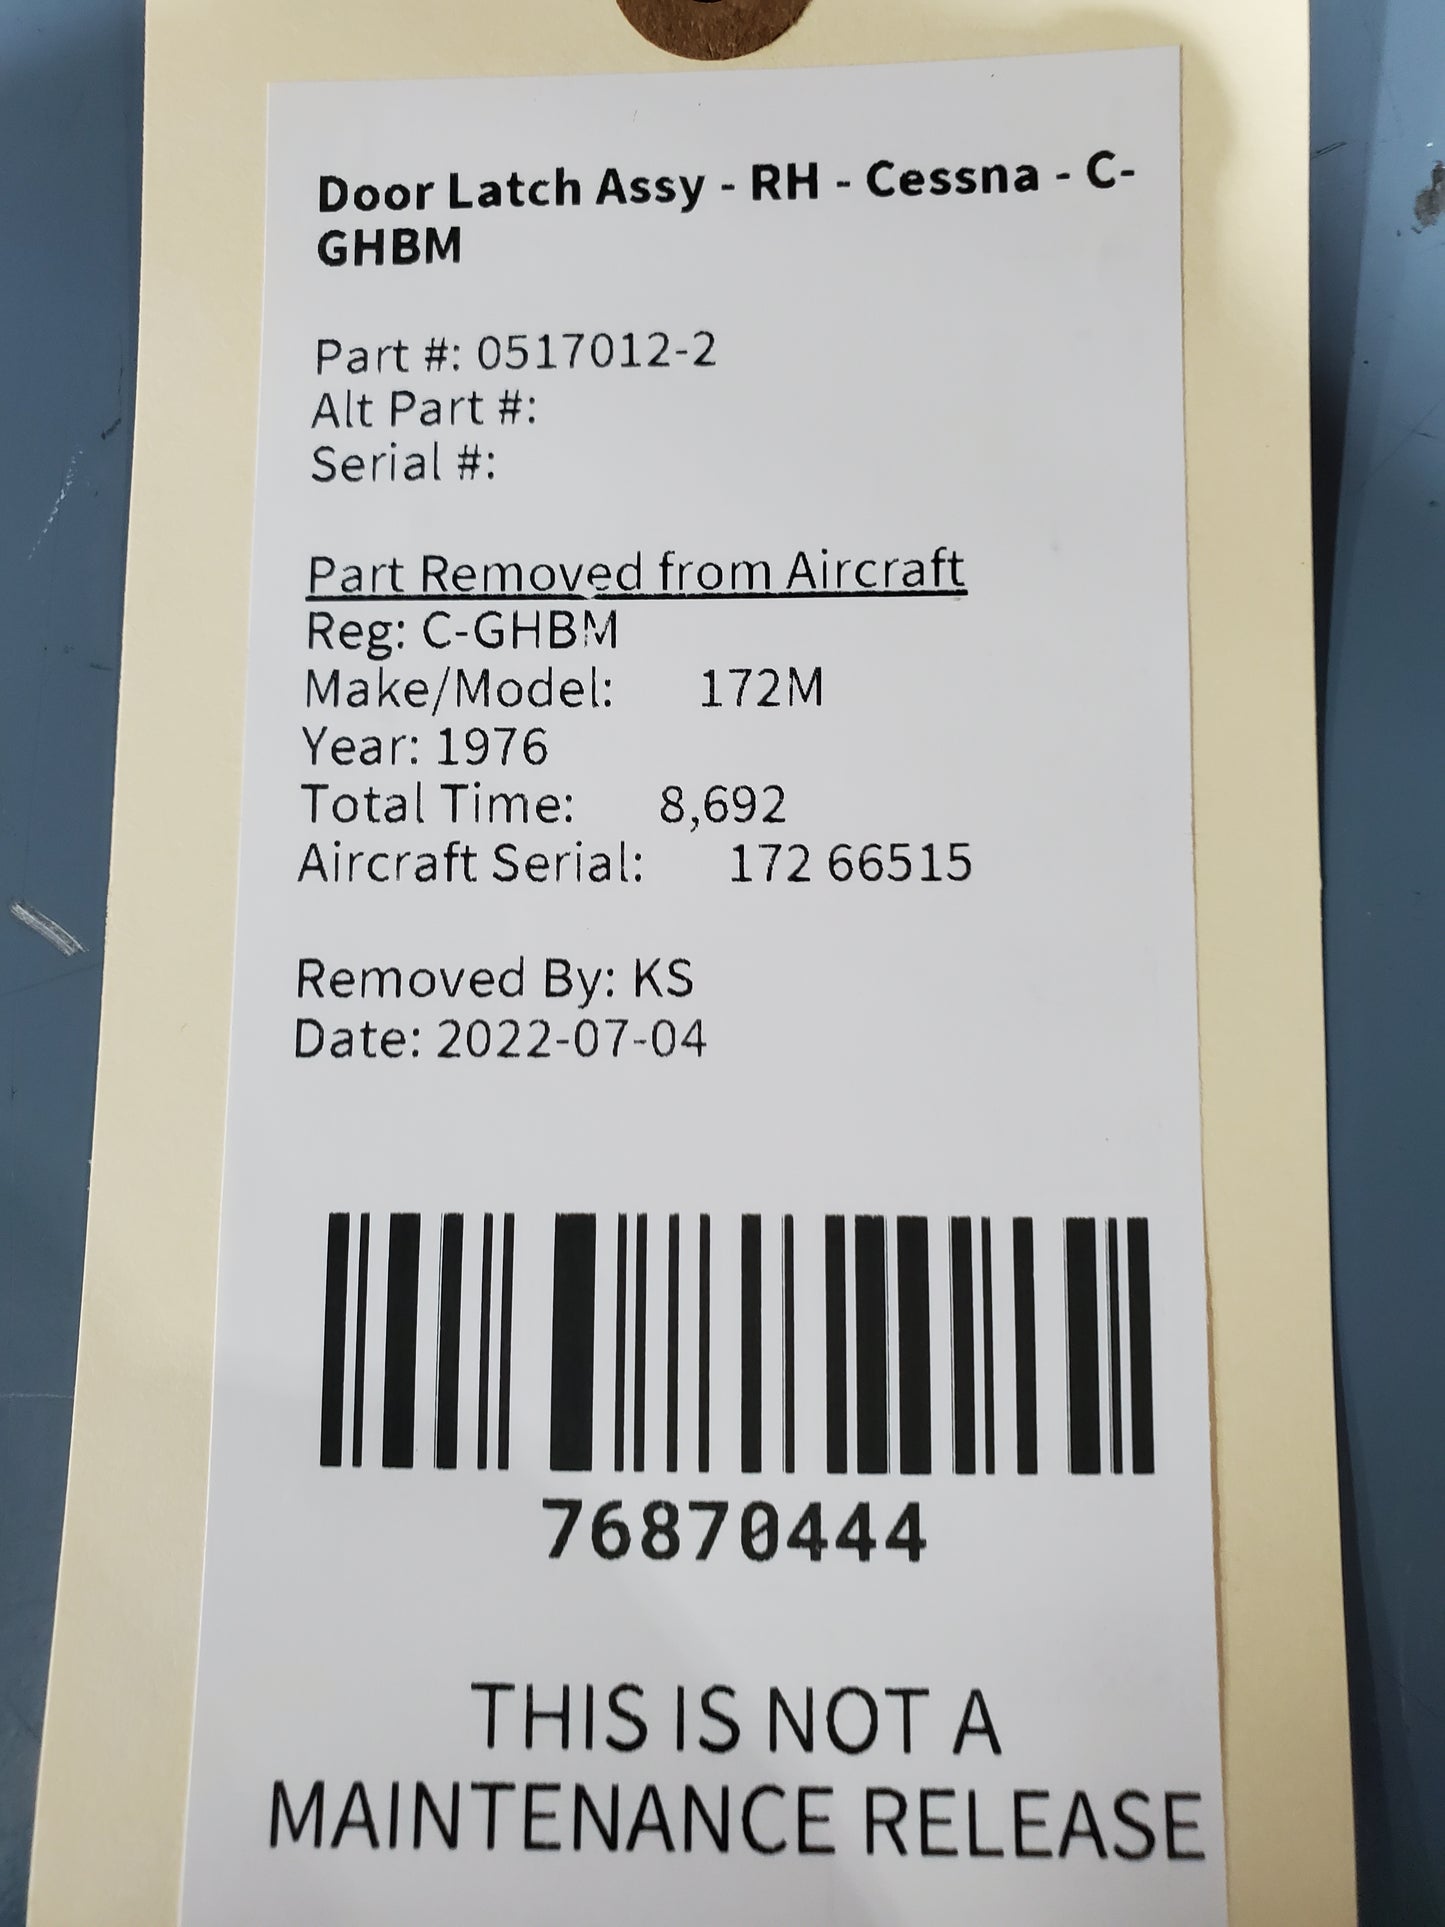 Door Latch Assy - RH - Cessna - C-
GHBM
Part #: 0517012-2
Alt Part #:
Serial #:
Part Removed from Aircraft
Reg: C-GHBM
Make/Model: 172M
Year: 1976
Total Time: 8,692
Aircraft Serial: 172 66515
Removed By: KS
Date: 2022-07-04
76870444
THIS IS NOT A
MAINTENANCE RELEASE